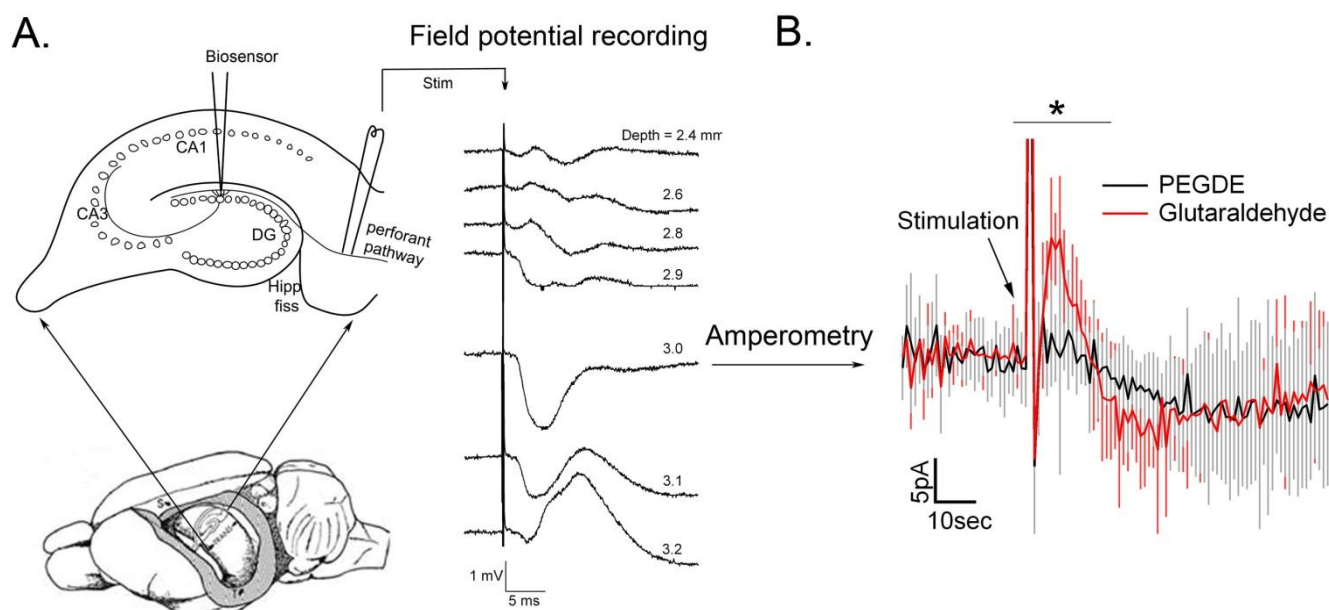 A.
Field potential recording
B.
Biosensor
Stim
CA1
CA3
DG
perforant
pathway
Hipp
fiss
Depth = 2.4 mm
2.6
2.8
2.9
3.0
3.1
3.2
1 mV
5 ms
Amperometry
*
PEGDE
Glutaraldehyde
Stimulation
5pA
10sec